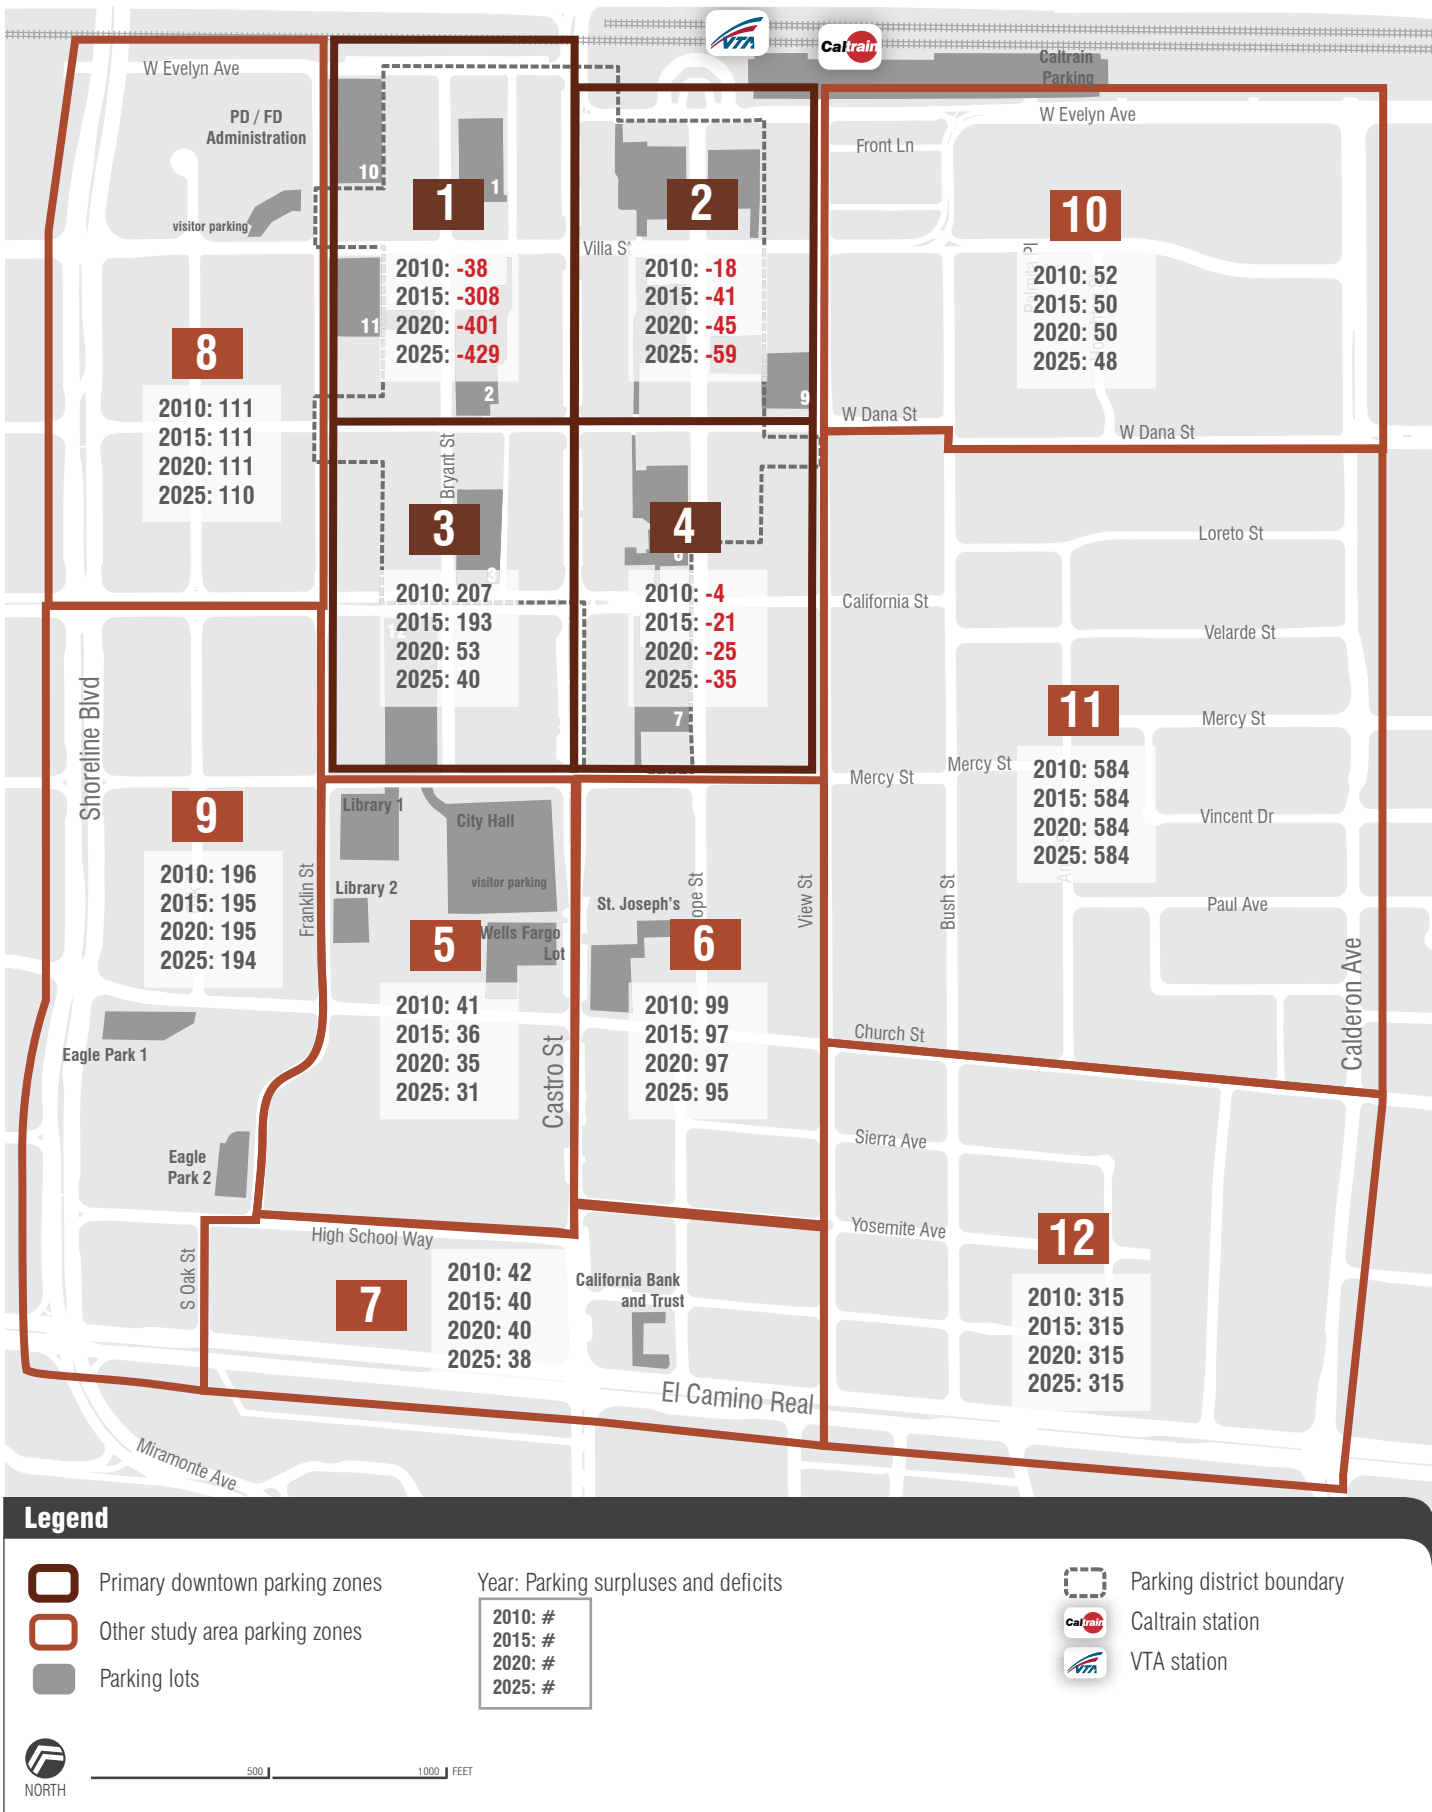 VTA
Caltrain
Caltrain
Parking
W Evelyn Ave
W Evelyn Ave
PD / FD
Administration
visitor parking
Front Ln
10
1
1
2
10
Villa St
Palmita Pl
2010: -38
2015: -308
2020: -401
2025: -429
2010: -18
2015: -41
2020: -45
2025: -59
2010: 52
2015: 50
2020: 50
2025: 48
11
2
9
8
2010: 111
2015: 111
2020: 111
2025: 110
W Dana St
W Dana St
Bryant St
3
3
4
6
Loreto St
2010: 207
2015: 193
2020: 53
2025: 40
12
2010: -4
2015: -21
2020: -25
2025: -35
7
California St
Velarde St
Shoreline Blvd
11
Mercy St
Mercy St
Mercy St
2010: 584
2015: 584
2020: 584
2025: 584
Vincent Dr
Paul Ave
9
2010: 196
2015: 195
2020: 195
2025: 194
Franklin St
Library 1
City Hall
visitor parking
Library 2
Wells Fargo
Lot
St. Joseph's
ope St
View St
Bush St
Calderon Ave
5
2010: 41
2015: 36
2020: 35
2025: 31
Castro St
6
2010: 99
2015: 97
2020: 97
2025: 95
Church St
Eagle Park 1
Eagle
Park 2
Sierra Ave
Yosemite Ave
High School Way
S Oak St
7
2010: 42
2015: 40
2020: 40
2025: 38
California Bank
and Trust
12
2010: 315
2015: 315
2020: 315
2025: 315
El Camino Real
Miramonte Ave
Legend
Primary downtown parking zones
Other study area parking zones
Parking lots
Year: Parking surpluses and deficits
2010: #
2015: #
2020: #
2025: #
Parking district boundary
Caltrain
Caltrain station
VTA
VTA station
NORTH
500
1000 FEET